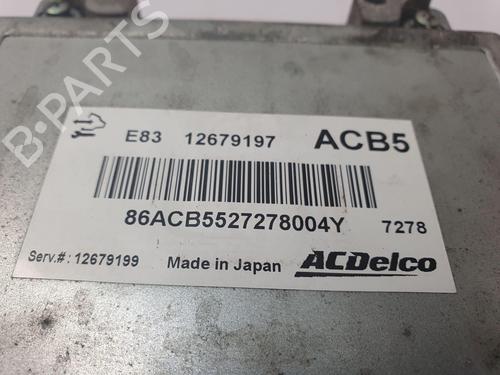 E83 12679197 ACB5
86ACB5527278004Y 7278
Serv.# : 12679199 Made in Japan ACDelco
B-PARTS